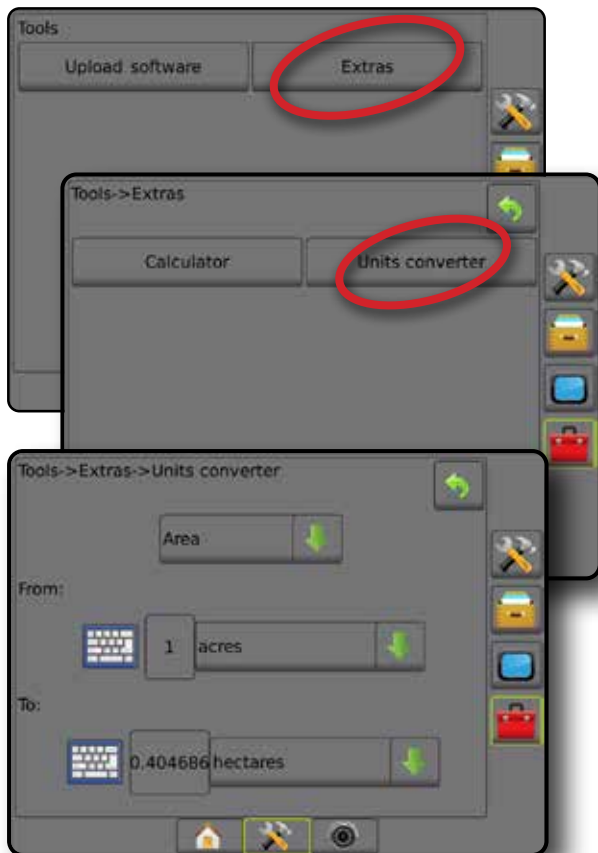 Tools
Upload software Extras
Tools->Extras
Calculator Units converter
Tools->Extras->Units converter
Area
From:
1 acres
To:
0.404686 hectares